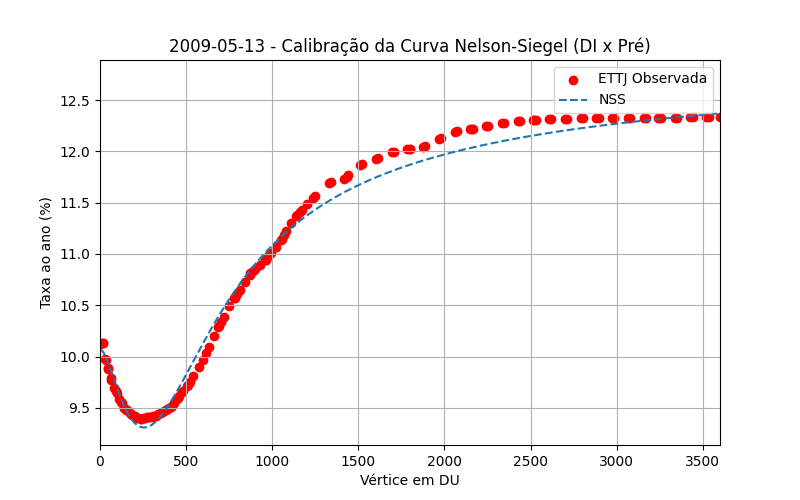 2009-05-13 - Calibração da Curva Nelson-Siegel (DI x Pré)
ETTJ Observada
NSS
Taxa ao ano (%)
12.5
12.0
11.5
11.0
10.5
10.0
9.5
0 500 1000 1500 2000 2500 3000 3500
Vértice em DU